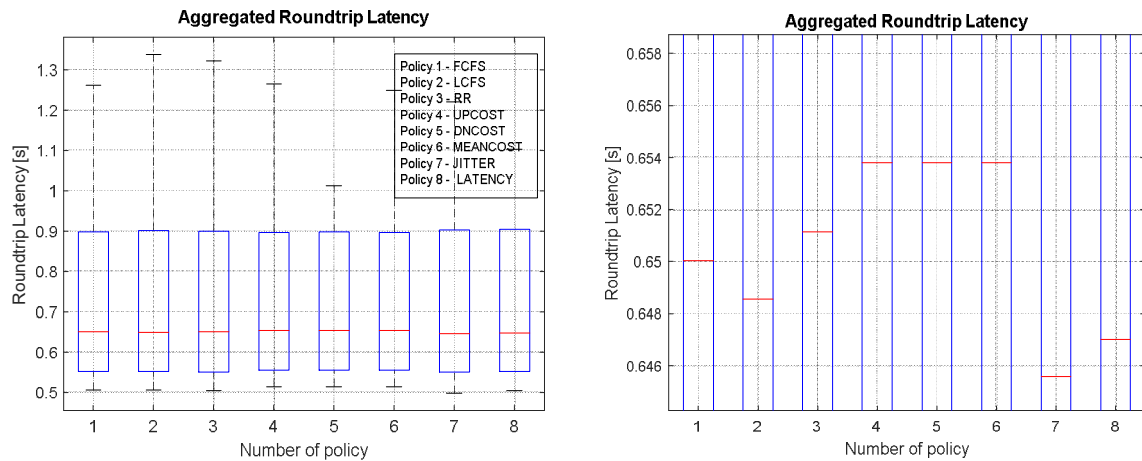 Aggregated Roundtrip Latency
1.3
1.2
1.1
1
0.9
0.8
0.7
0.6
0.5
Roundtrip Latency [s]
Policy 1 - FCFS
Policy 2 - LCFS
Policy 3 - RR
Policy 4 - UPCOST
Policy 5 - DNCOST
Policy 6 - MEANCOST
Policy 7 - JITTER
Policy 8 - LATENCY
1 2 3 4 5 6 7 8
Number of policy
Aggregated Roundtrip Latency
0.658
0.656
0.654
0.652
0.65
0.648
0.646
Roundtrip Latency [s]
1 2 3 4 5 6 7 8
Number of policy